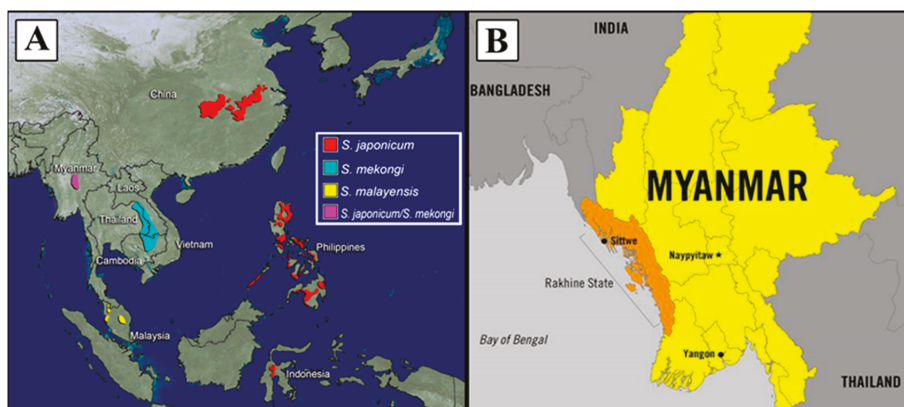 A
China
Myanmar
Laos
Thailand
Vietnam
Cambodia
Philippines
Malaysia
Indonesia
S. japonicum
S. mekongi
S. malayensis
S. japonicum/S. mekongi
B
INDIA
BANGLADESH
MYANMAR
Sittwe
Naypyitaw
Rakhine State
Bay of Bengal
Yangon
THAILAND